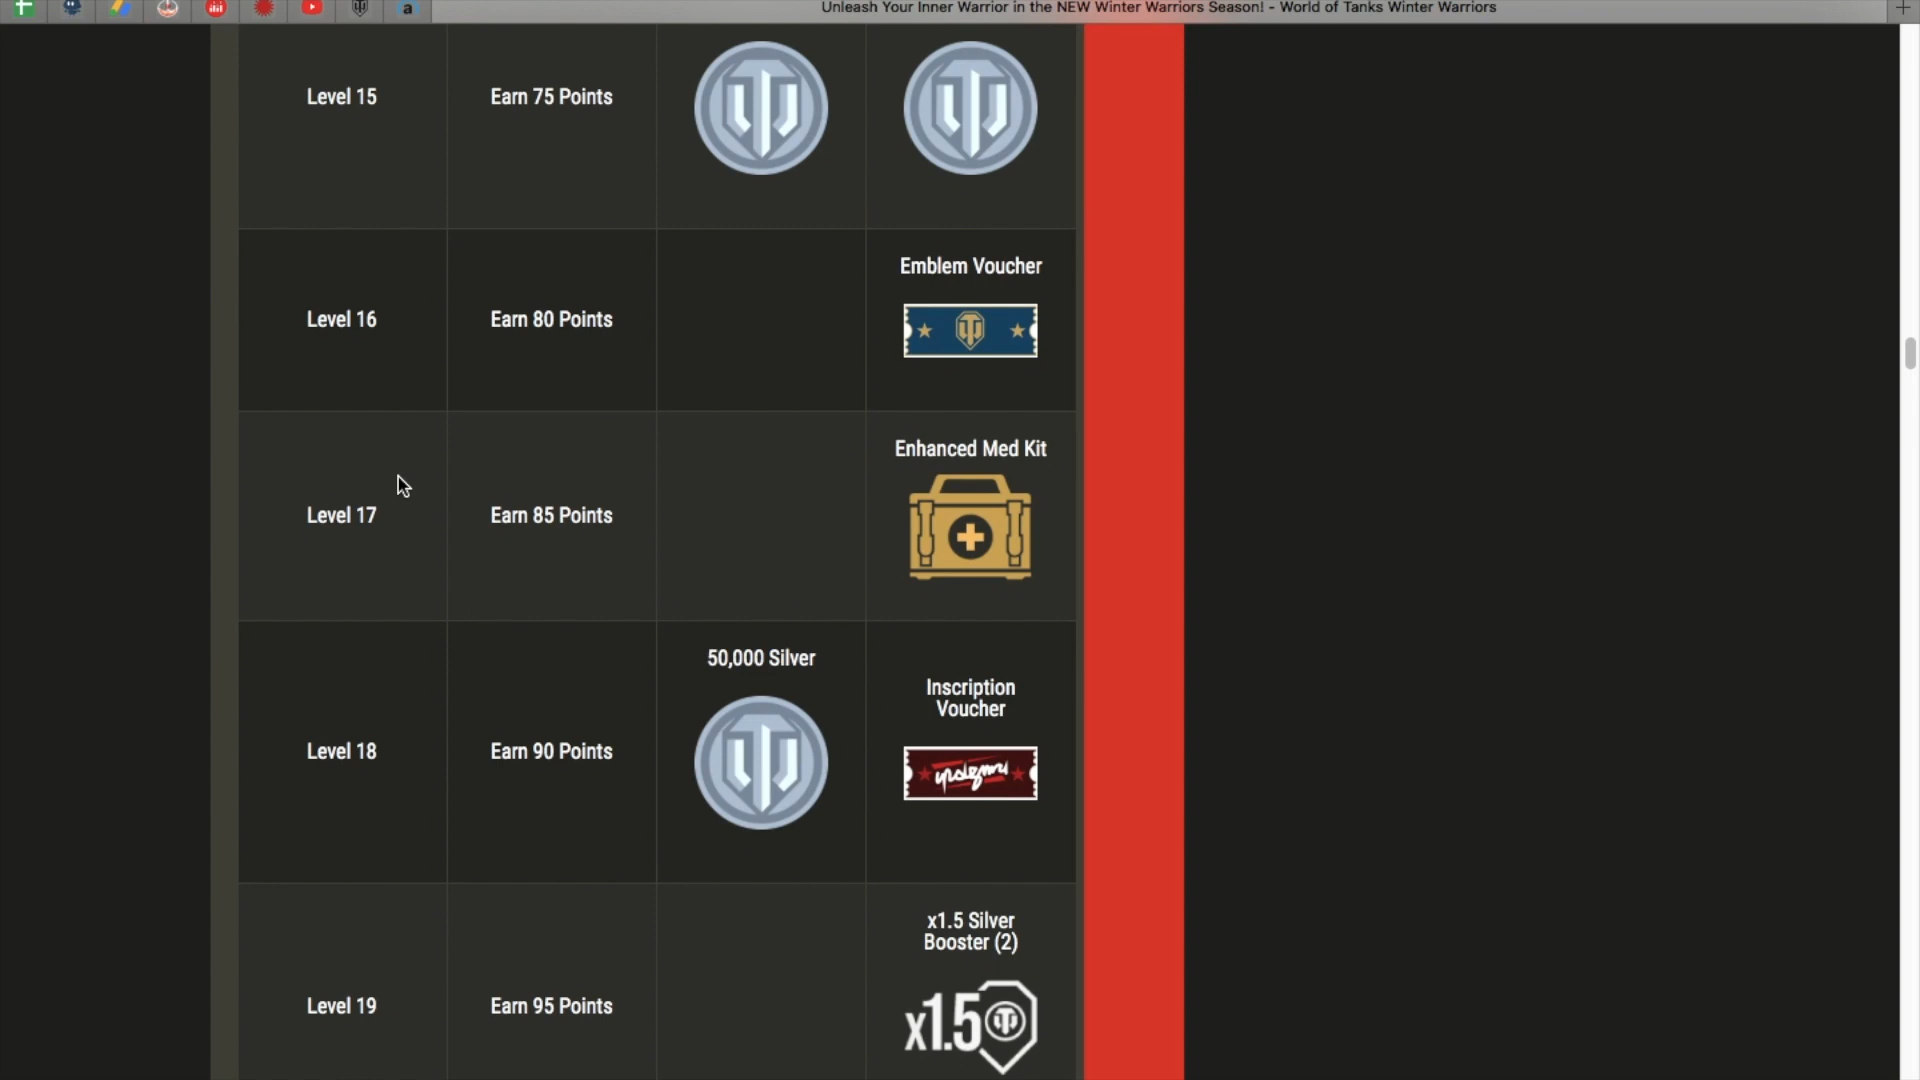 Unleash Your Inner Warrior in the NEW Winter Warriors Season! - World of Tanks Winter Warriors
Level 15 Earn 75 Points
Emblem Voucher
Level 16 Earn 80 Points
Enhanced Med Kit
Level 17 Earn 85 Points
50,000 Silver
Inscription
Voucher
Level 18 Earn 90 Points
x1.5 Silver
Booster (2)
Level 19 Earn 95 Points
x1.5